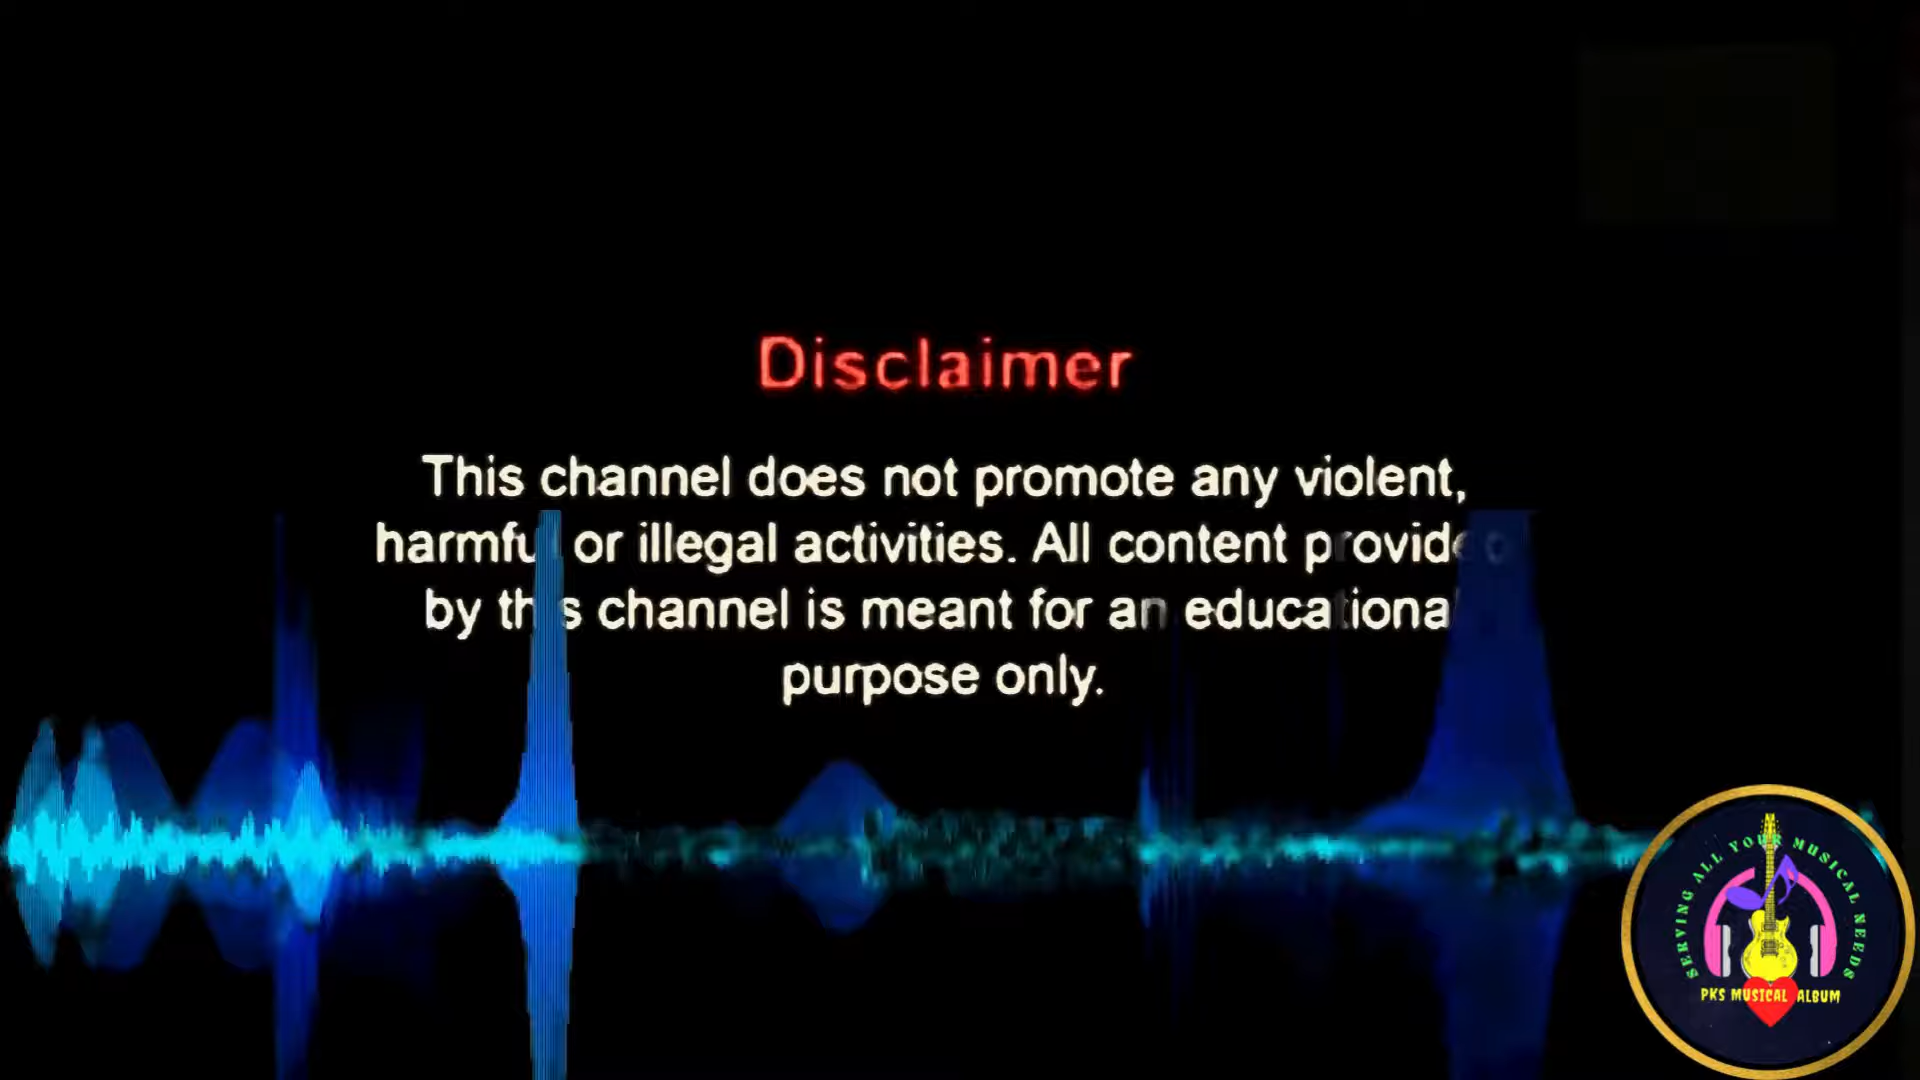 Disclaimer
This channel does not promote any violent,
harmful or illegal activities. All content provided
by this channel is meant for an educational
purpose only.
SERVING ALL YOUR MUSICAL NEEDS
PKS MUSICAL ALBUM